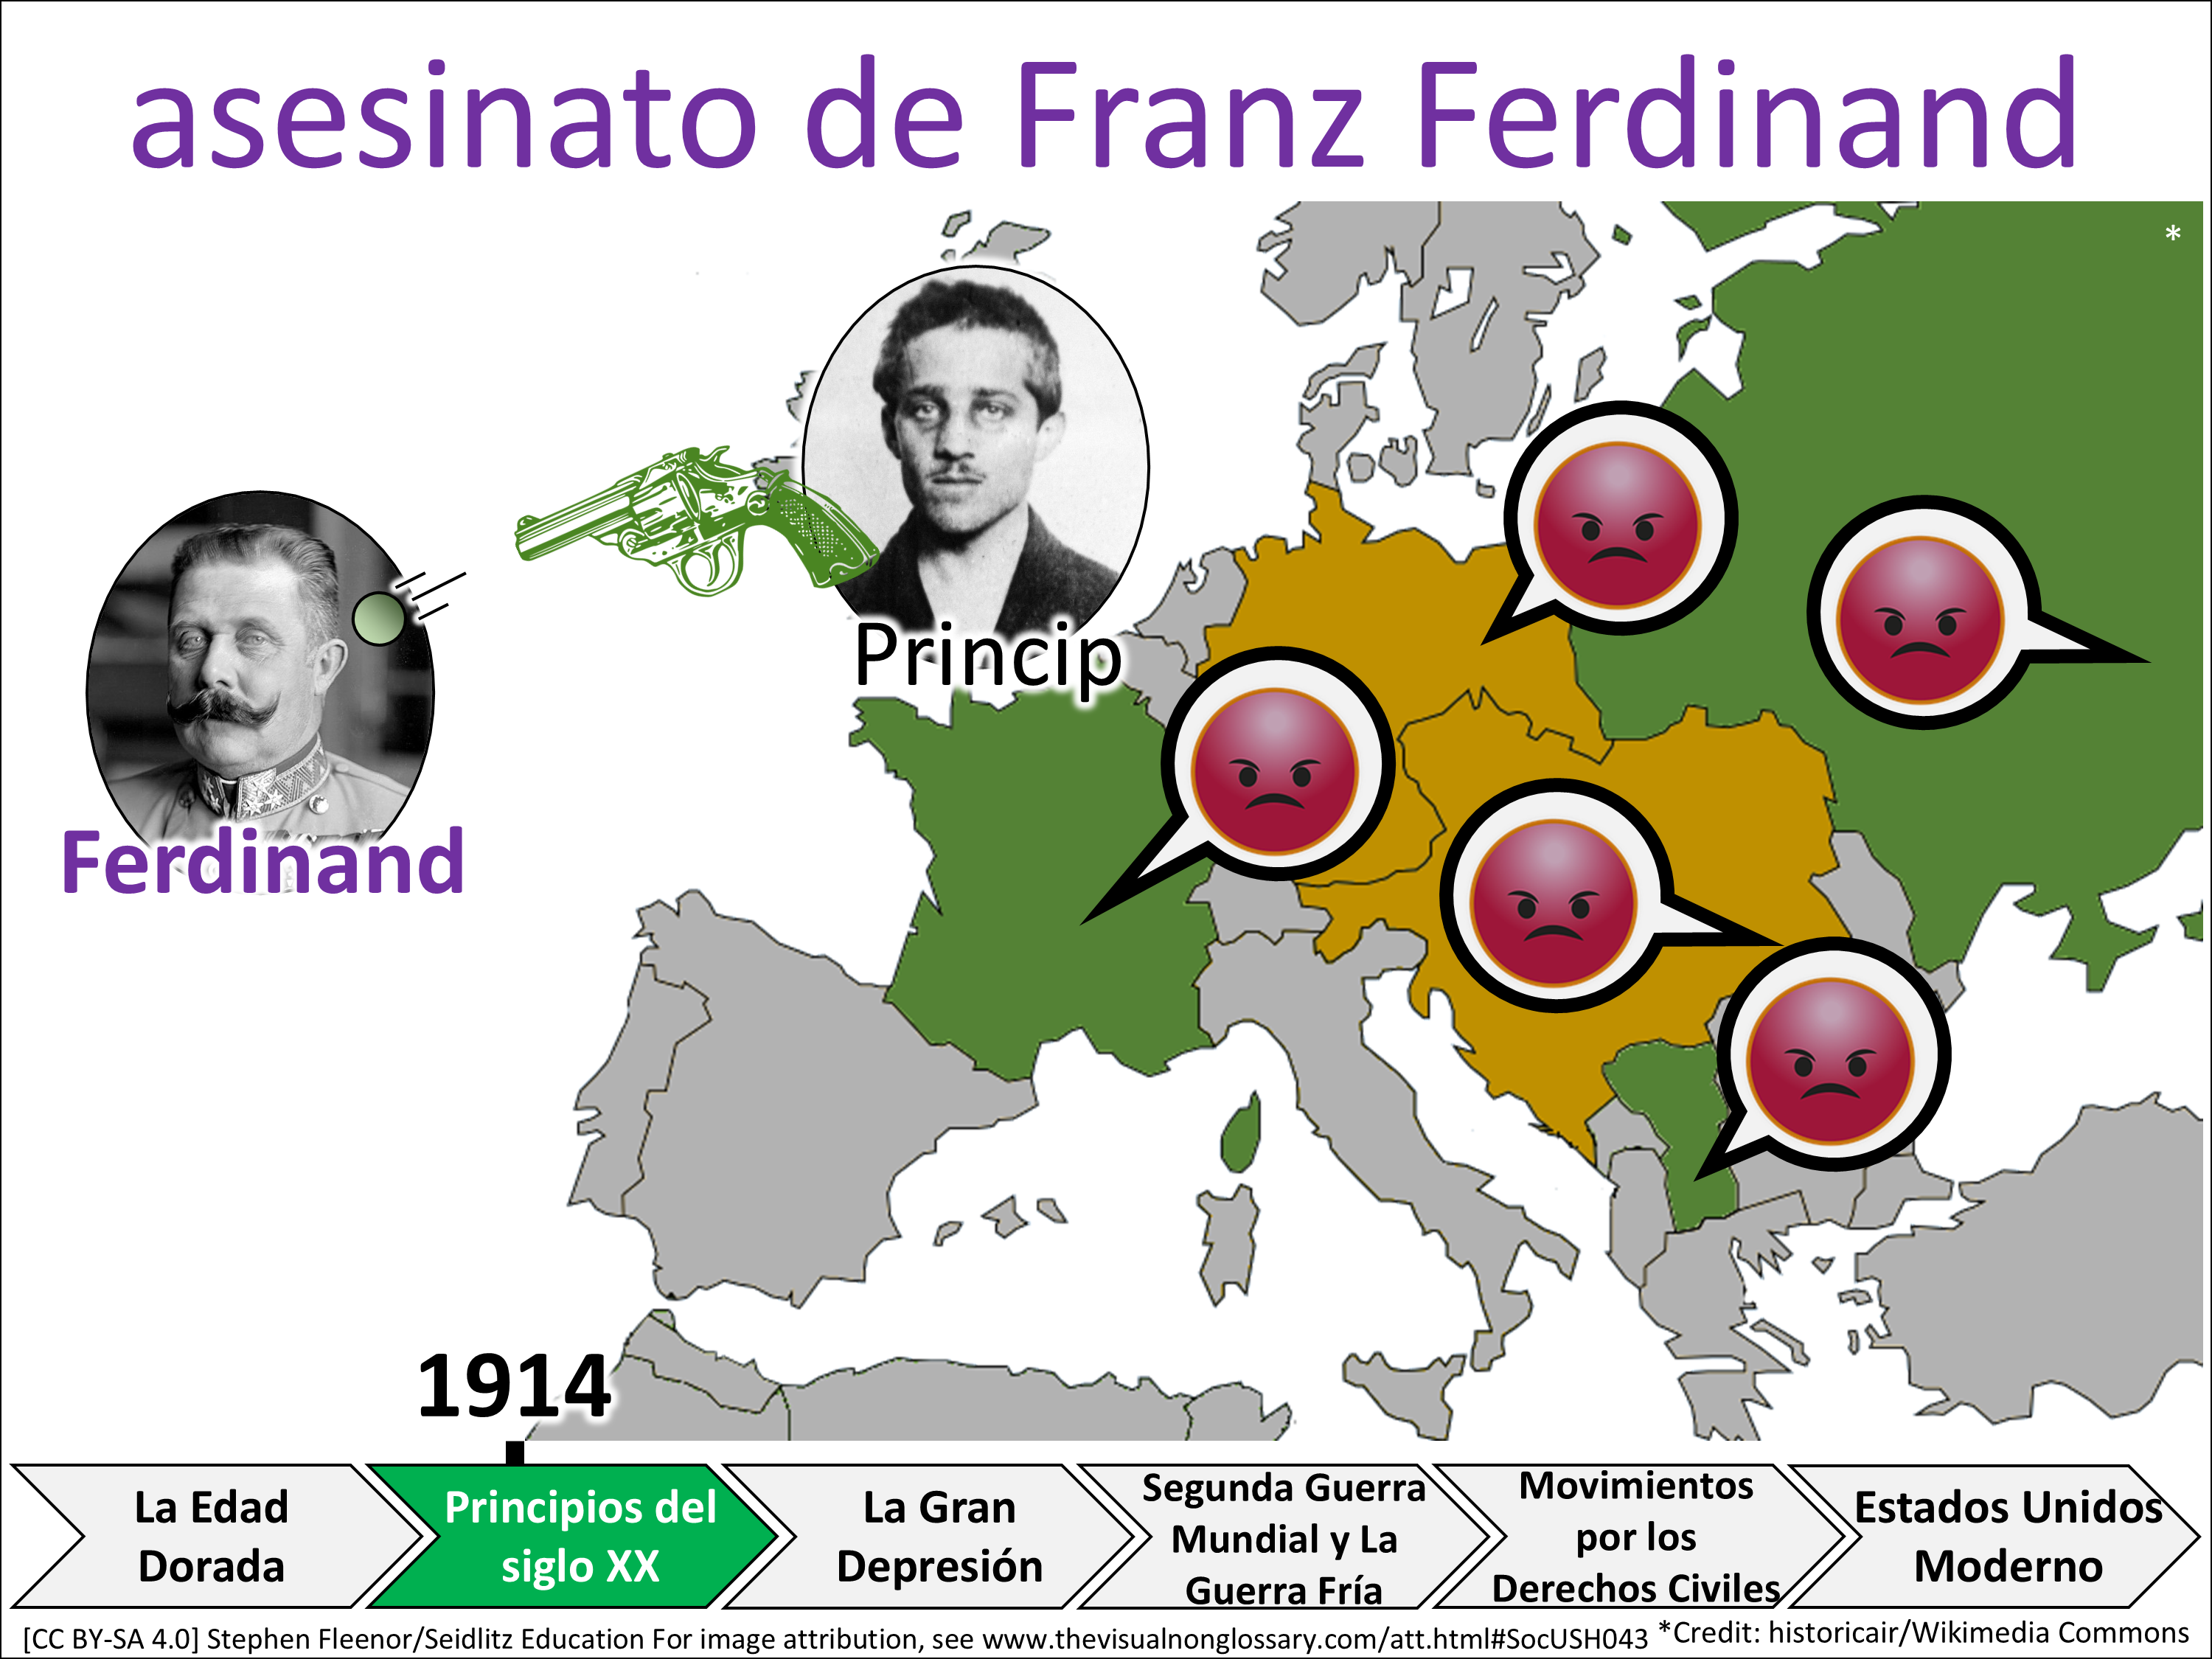 asesinato de Franz Ferdinand
*
Princip
Ferdinand
1914
La Edad
Dorada
Principios del
siglo XX
La Gran
Depresión
Segunda Guerra
Mundial y La
Guerra Fría
Movimientos
por los
Derechos Civiles
Estados Unidos
Moderno
[CC BY-SA 4.0] Stephen Fleenor/Seidlitz Education For image attribution, see www.thevisualnonglossary.com/att.html#SocUSH043
*Credit: historicair/Wikimedia Commons